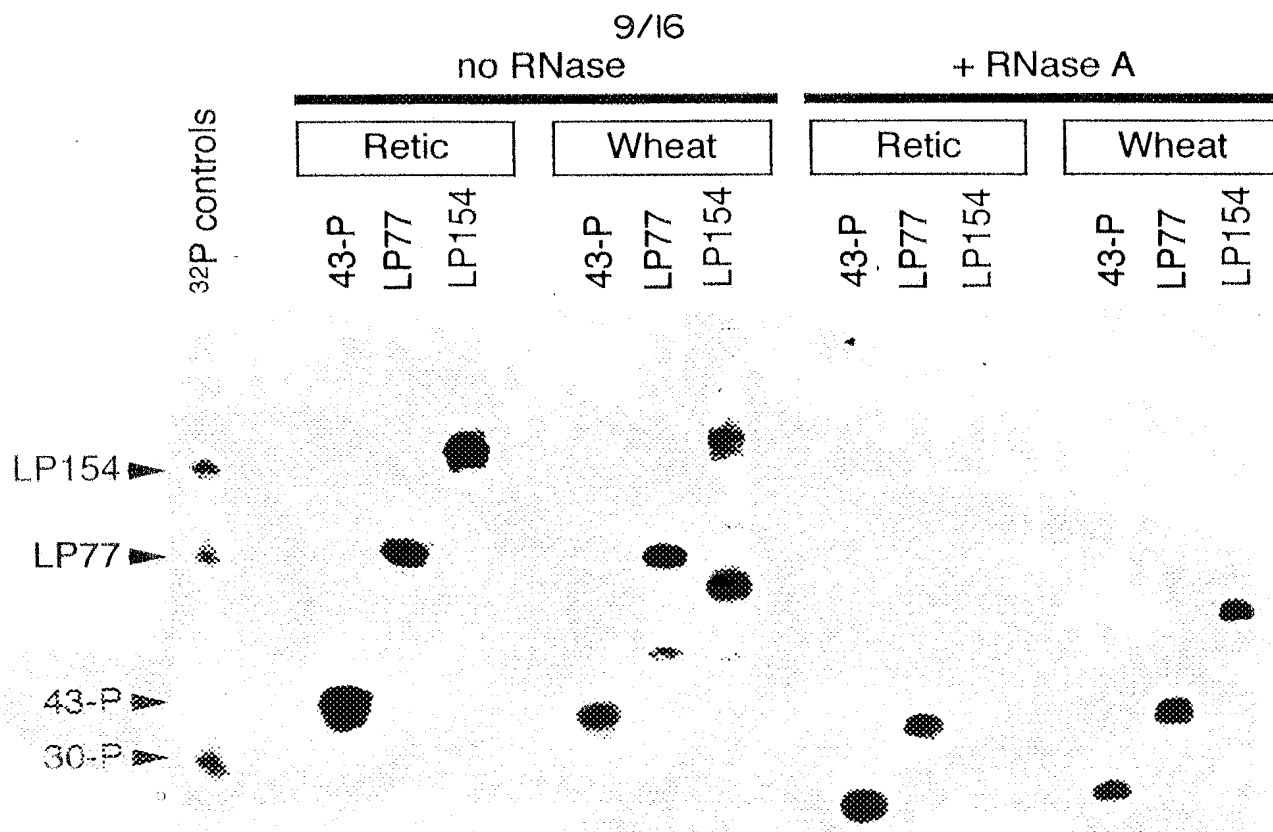 9/16
no RNase + RNase A
Retic Wheat Retic Wheat
32P controls
43-P LP77 LP154 43-P LP77 LP154 43-P LP77 LP154 43-P LP77 LP154
LP154
LP77
43-P
30-P